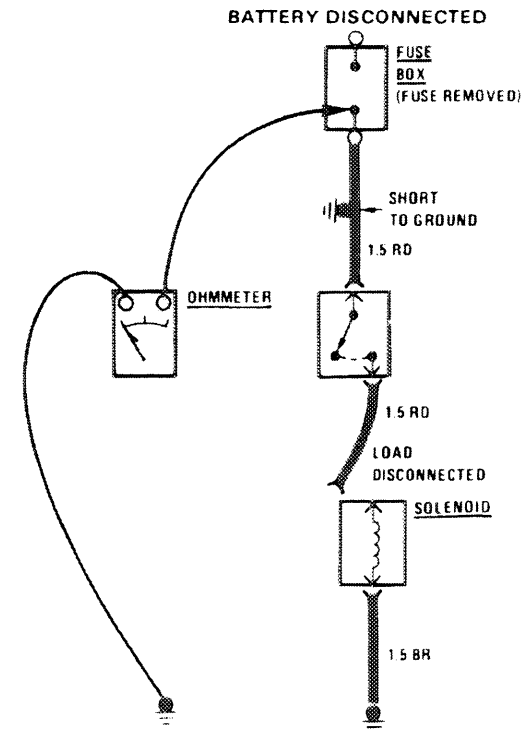 BATTERY DISCONNECTED
FUSE
BOX
(FUSE REMOVED)
SHORT
TO GROUND
1.5 RD
OHMMETER
1.5 RD
LOAD
DISCONNECTED
SOLENOID
1.5 BR